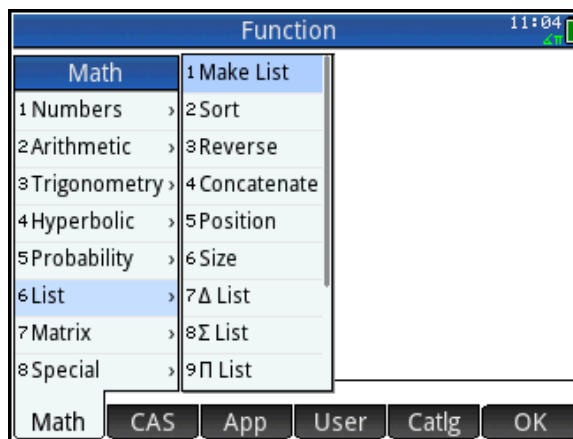 Function
11:04
∡π
Math
1 Numbers ›
2 Arithmetic ›
3 Trigonometry ›
4 Hyperbolic ›
5 Probability ›
6 List ›
7 Matrix ›
8 Special ›
1 Make List
2 Sort
3 Reverse
4 Concatenate
5 Position
6 Size
7 Δ List
8 Σ List
9 Π List
Math CAS App User Catlg OK